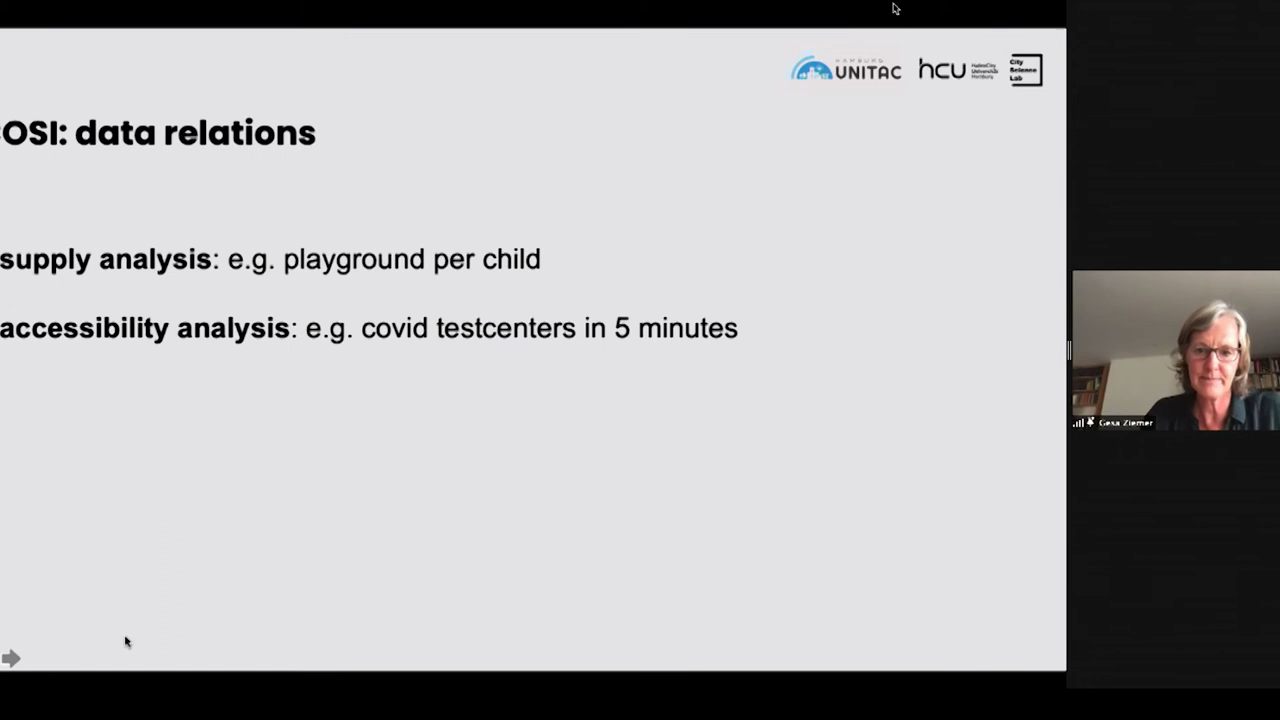 HAMBURG
UNITAC
hcu
HafenCity
Universität
Hamburg
City
Science
Lab
COSI: data relations
supply analysis: e.g. playground per child
accessibility analysis: e.g. covid testcenters in 5 minutes
Gesa Ziemer